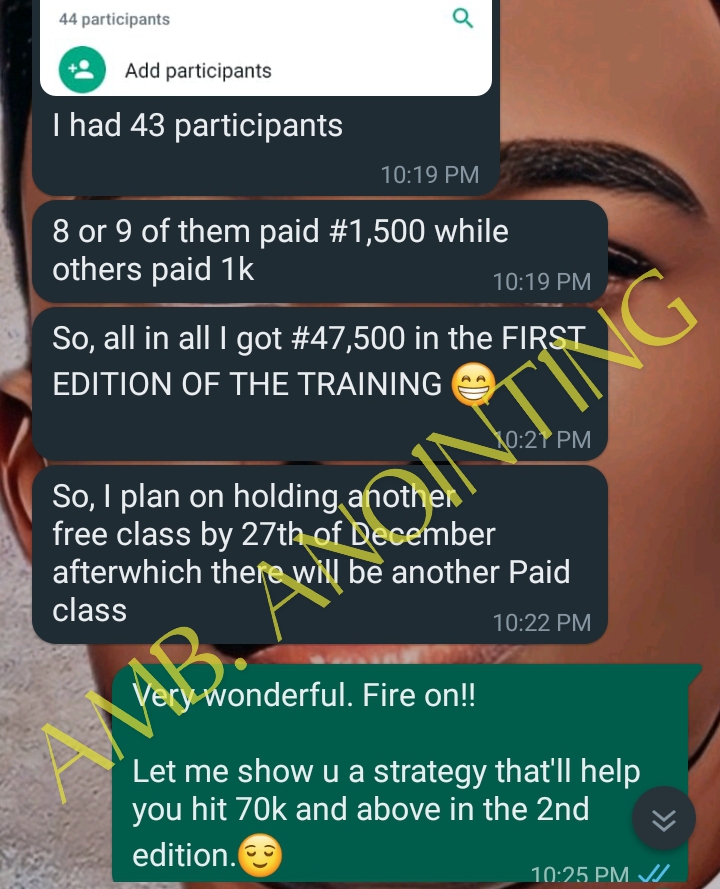 44 participants
Add participants
I had 43 participants
10:19 PM
8 or 9 of them paid #1,500 while
others paid 1k
10:19 PM
So, all in all I got #47,500 in the FIRST
EDITION OF THE TRAINING 😁
10:21 PM
So, I plan on holding another
free class by 27th of December
afterwhich there will be another Paid
class
10:22 PM
Very wonderful. Fire on!!
Let me show u a strategy that'll help
you hit 70k and above in the 2nd
edition.😌
10:25 PM
AMB. ANOINTING